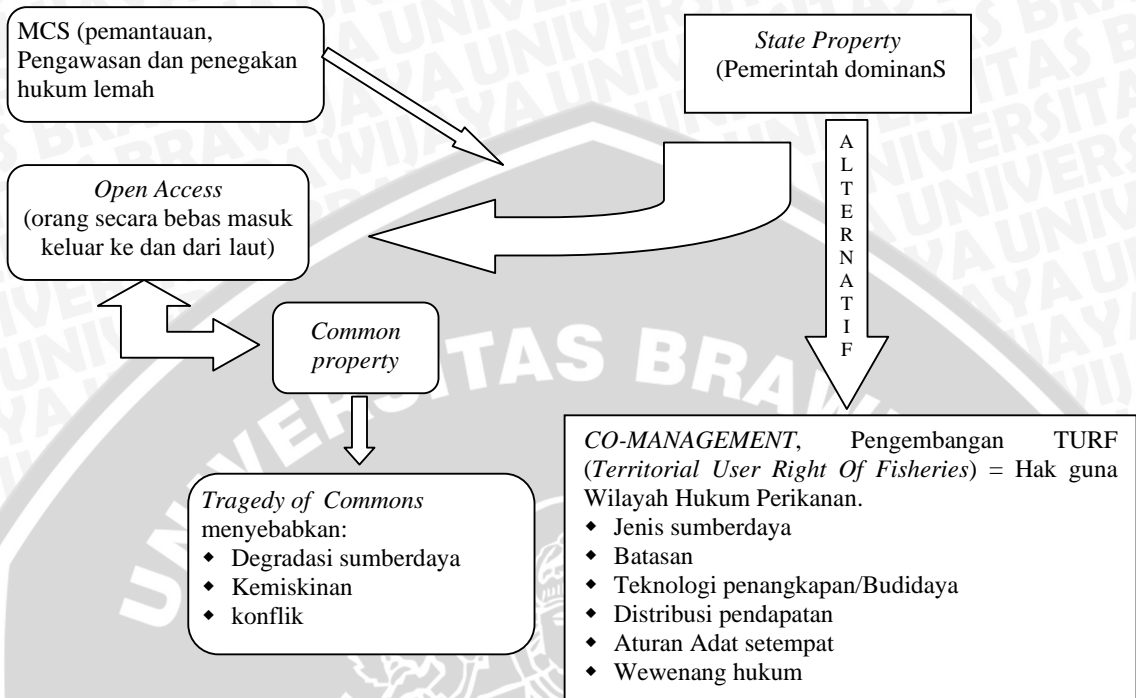 MCS (pemantauan,
Pengawasan dan penegakan
hukum lemah
State Property
(Pemerintah dominanS
Open Access
(orang secara bebas masuk
keluar ke dan dari laut)
A
L
T
E
R
N
A
T
I
F
Common
property
Tragedy of Commons
menyebabkan:
◆ Degradasi sumberdaya
◆ Kemiskinan
◆ konflik
CO-MANAGEMENT, Pengembangan TURF
(Territorial User Right Of Fisheries) = Hak guna
Wilayah Hukum Perikanan.
◆ Jenis sumberdaya
◆ Batasan
◆ Teknologi penangkapan/Budidaya
◆ Distribusi pendapatan
◆ Aturan Adat setempat
◆ Wewenang hukum
UNIVERSITAS BRAW